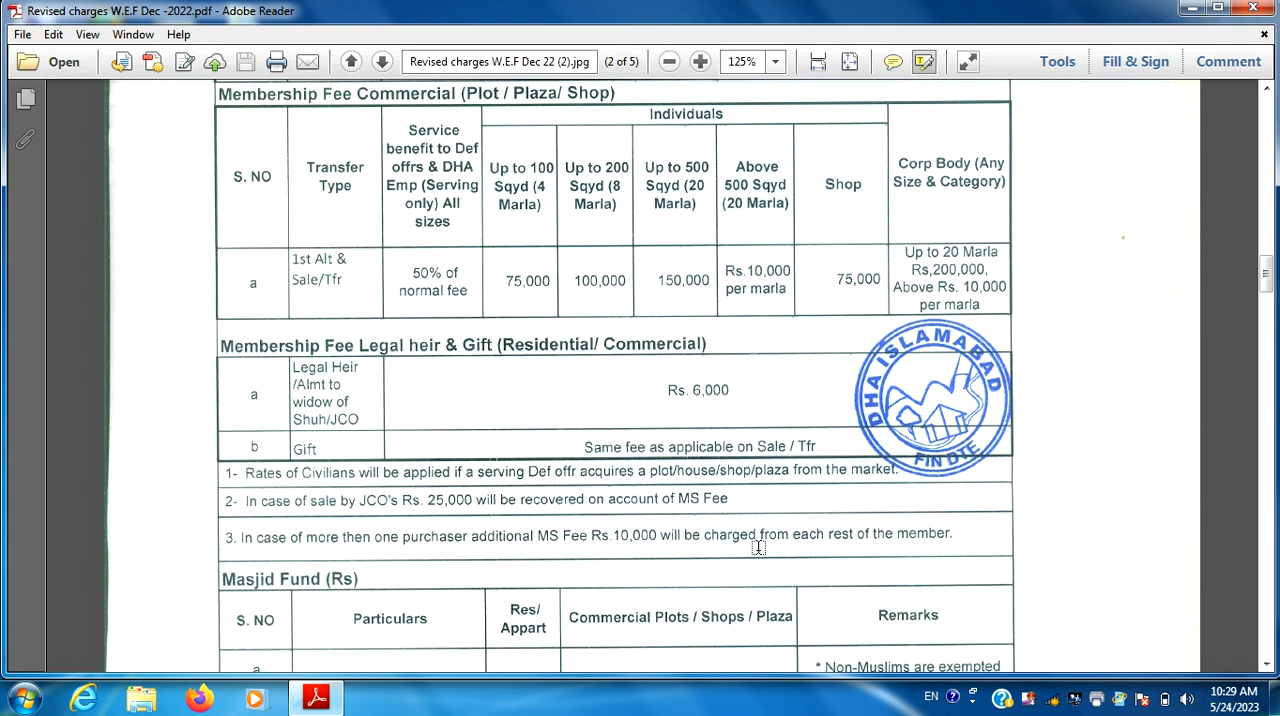 Revised charges W.E.F Dec -2022.pdf - Adobe Reader
File Edit View Window Help
Open
Revised charges W.E.F Dec 22 (2).jpg
(2 of 5)
125%
Tools Fill & Sign Comment
Membership Fee Commercial (Plot / Plaza/ Shop)
S. NO
Transfer
Type
Service
benefit to Def
offrs & DHA
Emp (Serving
only) All
sizes
Individuals
Up to 100
Sqyd (4
Marla)
Up to 200
Sqyd (8
Marla)
Up to 500
Sqyd (20
Marla)
Above
500 Sqyd
(20 Marla)
Shop
Corp Body (Any
Size & Category)
a
1st Alt &
Sale/Tfr
50% of
normal fee
75,000
100,000
150,000
Rs.10,000
per marla
75,000
Up to 20 Marla
Rs,200,000,
Above Rs. 10,000
per marla
Membership Fee Legal heir & Gift (Residential/ Commercial)
a
Legal Heir
/Almt to
widow of
Shuh/JCO
Rs. 6,000
b
Gift
Same fee as applicable on Sale / Tfr
DHA ISLAMABAD
FIN DTE
1- Rates of Civilians will be applied if a serving Def offr acquires a plot/house/shop/plaza from the market.
2- In case of sale by JCO's Rs. 25,000 will be recovered on account of MS Fee
3. In case of more then one purchaser additional MS Fee Rs.10,000 will be charged from each rest of the member.
Masjid Fund (Rs)
S. NO
Particulars
Res/
Appart
Commercial Plots / Shops / Plaza
Remarks
a
* Non-Muslims are exempted
EN
10:29 AM
5/24/2023